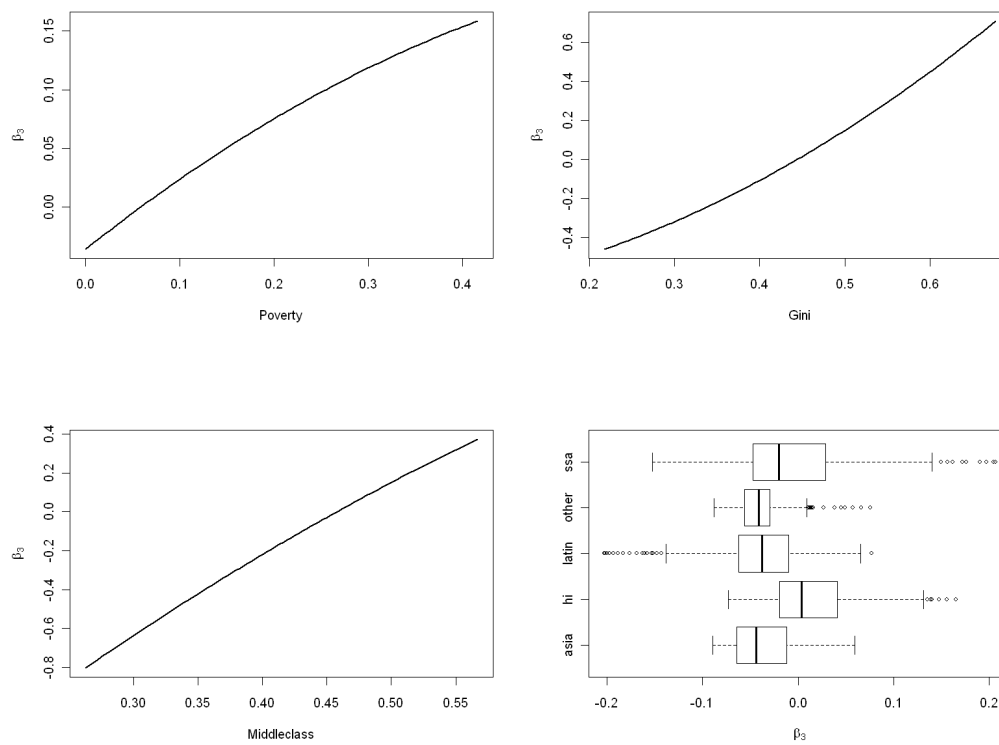 0.15
0.10
0.05
0.00
β₃
0.0 0.1 0.2 0.3 0.4
Poverty
0.6
0.4
0.2
0.0
-0.2
-0.4
β₃
0.2 0.3 0.4 0.5 0.6
Gini
0.4
0.2
0.0
-0.2
-0.4
-0.6
-0.8
β₃
0.30 0.35 0.40 0.45 0.50 0.55
Middleclass
ssa
other
latin
hi
asia
-0.2 -0.1 0.0 0.1 0.2
β₃